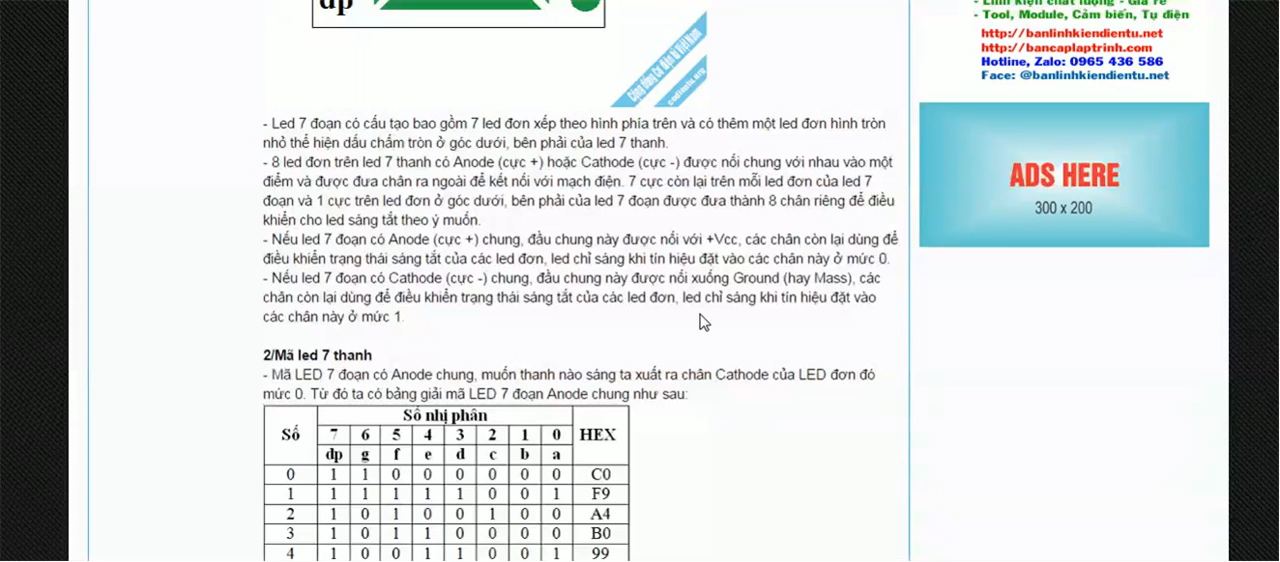 dp
Cộng đồng Cơ điện tử Việt Nam
codientu.org
- Led 7 đoạn có cấu tạo bao gồm 7 led đơn xếp theo hình phía trên và có thêm một led đơn hình tròn
nhỏ thể hiện dấu chấm tròn ở góc dưới, bên phải của led 7 thanh.
- 8 led đơn trên led 7 thanh có Anode (cực +) hoặc Cathode (cực -) được nối chung với nhau vào một
điểm và được đưa chân ra ngoài để kết nối với mạch điện. 7 cực còn lại trên mỗi led đơn của led 7
đoạn và 1 cực trên led đơn ở góc dưới, bên phải của led 7 đoạn được đưa thành 8 chân riêng để điều
khiển cho led sáng tắt theo ý muốn.
- Nếu led 7 đoạn có Anode (cực +) chung, đầu chung này được nối với +Vcc, các chân còn lại dùng để
điều khiển trạng thái sáng tắt của các led đơn, led chỉ sáng khi tín hiệu đặt vào các chân này ở mức 0.
- Nếu led 7 đoạn có Cathode (cực -) chung, đầu chung này được nối xuống Ground (hay Mass), các
chân còn lại dùng để điều khiển trạng thái sáng tắt của các led đơn, led chỉ sáng khi tín hiệu đặt vào
các chân này ở mức 1.
2/Mã led 7 thanh
- Mã LED 7 đoạn có Anode chung, muốn thanh nào sáng ta xuất ra chân Cathode của LED đơn đó
mức 0. Từ đó ta có bảng giải mã LED 7 đoạn Anode chung như sau:
Số nhị phân
Số 7 6 5 4 3 2 1 0 HEX
dp g f e d c b a
0 1 1 0 0 0 0 0 0 C0
1 1 1 1 1 1 0 0 1 F9
2 1 0 1 0 0 1 0 0 A4
3 1 0 1 1 0 0 0 0 B0
4 1 0 0 1 1 0 0 1 99
- Linh kiện chất lượng - Giá rẻ
- Tool, Module, Cảm biến, Tụ điện
http://banlinhkiendientu.net
http://bancaplaptrinh.com
Hotline, Zalo: 0965 436 586
Face: @banlinhkiendientu.net
ADS HERE
300 x 200